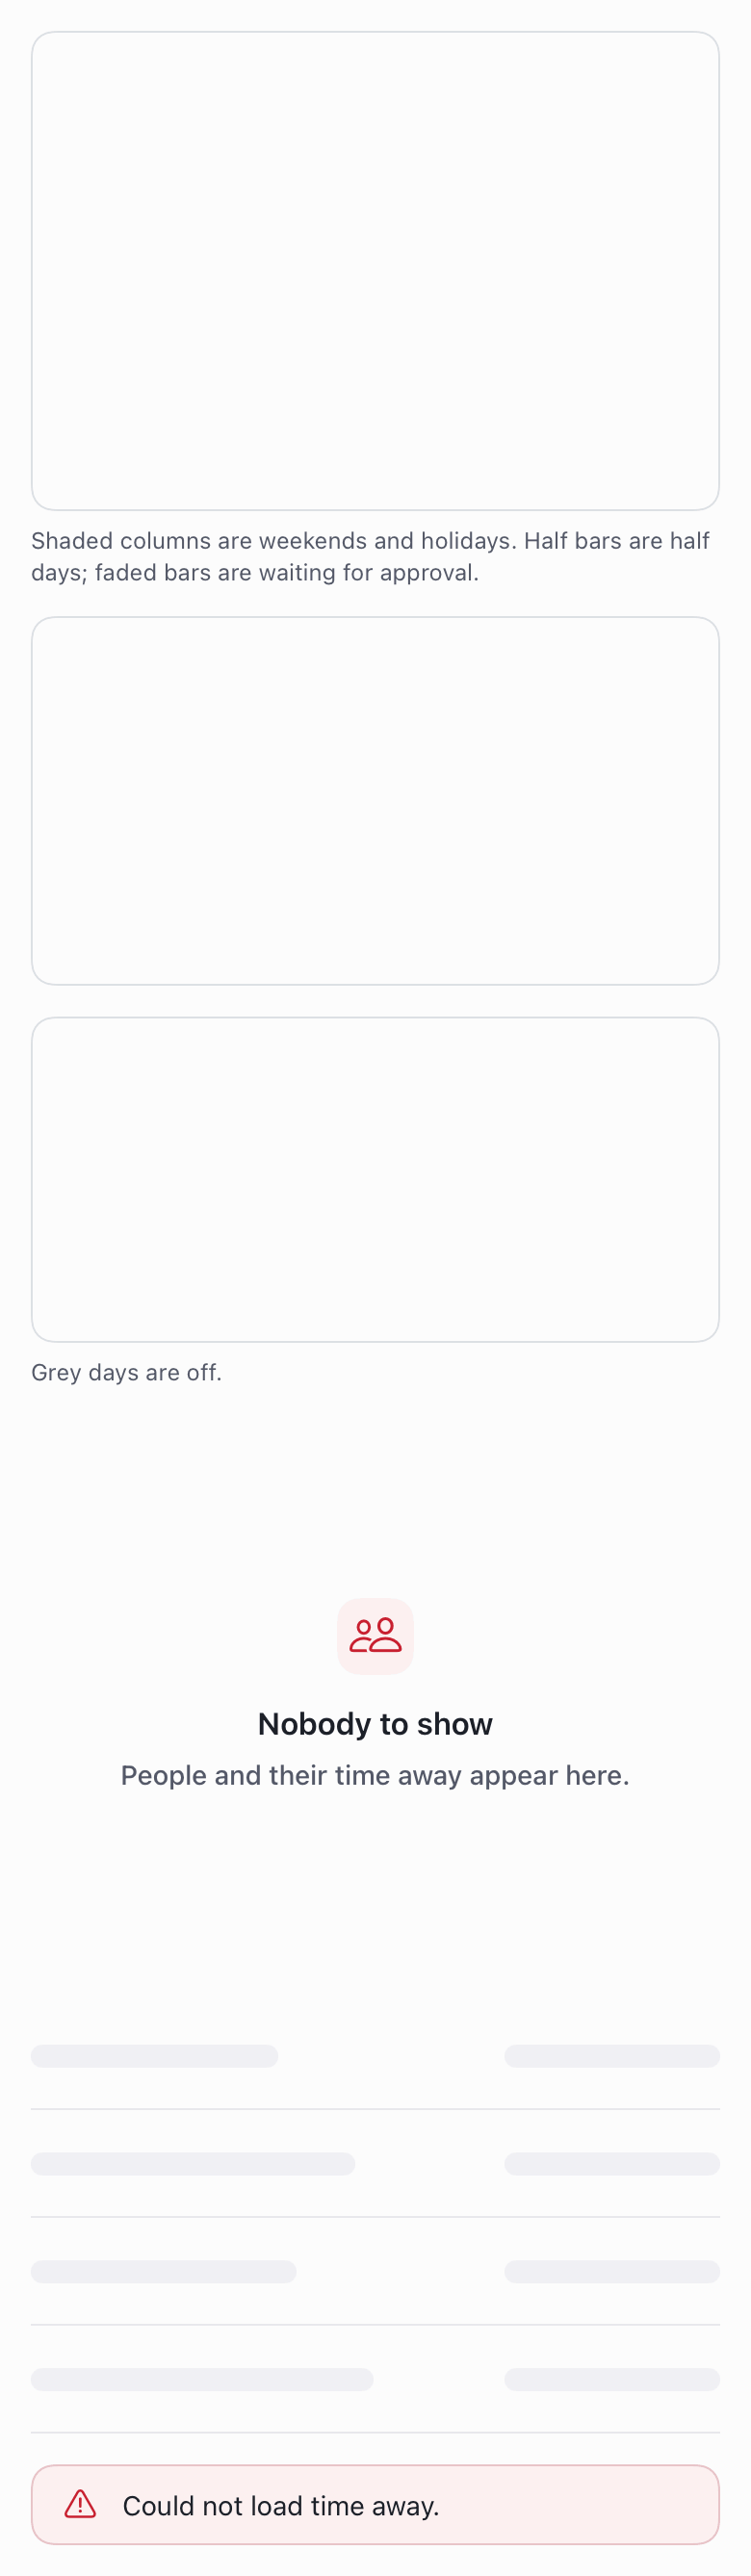 Shaded columns are weekends and holidays. Half bars are half
days; faded bars are waiting for approval.
Grey days are off.
Nobody to show
People and their time away appear here.
Could not load time away.